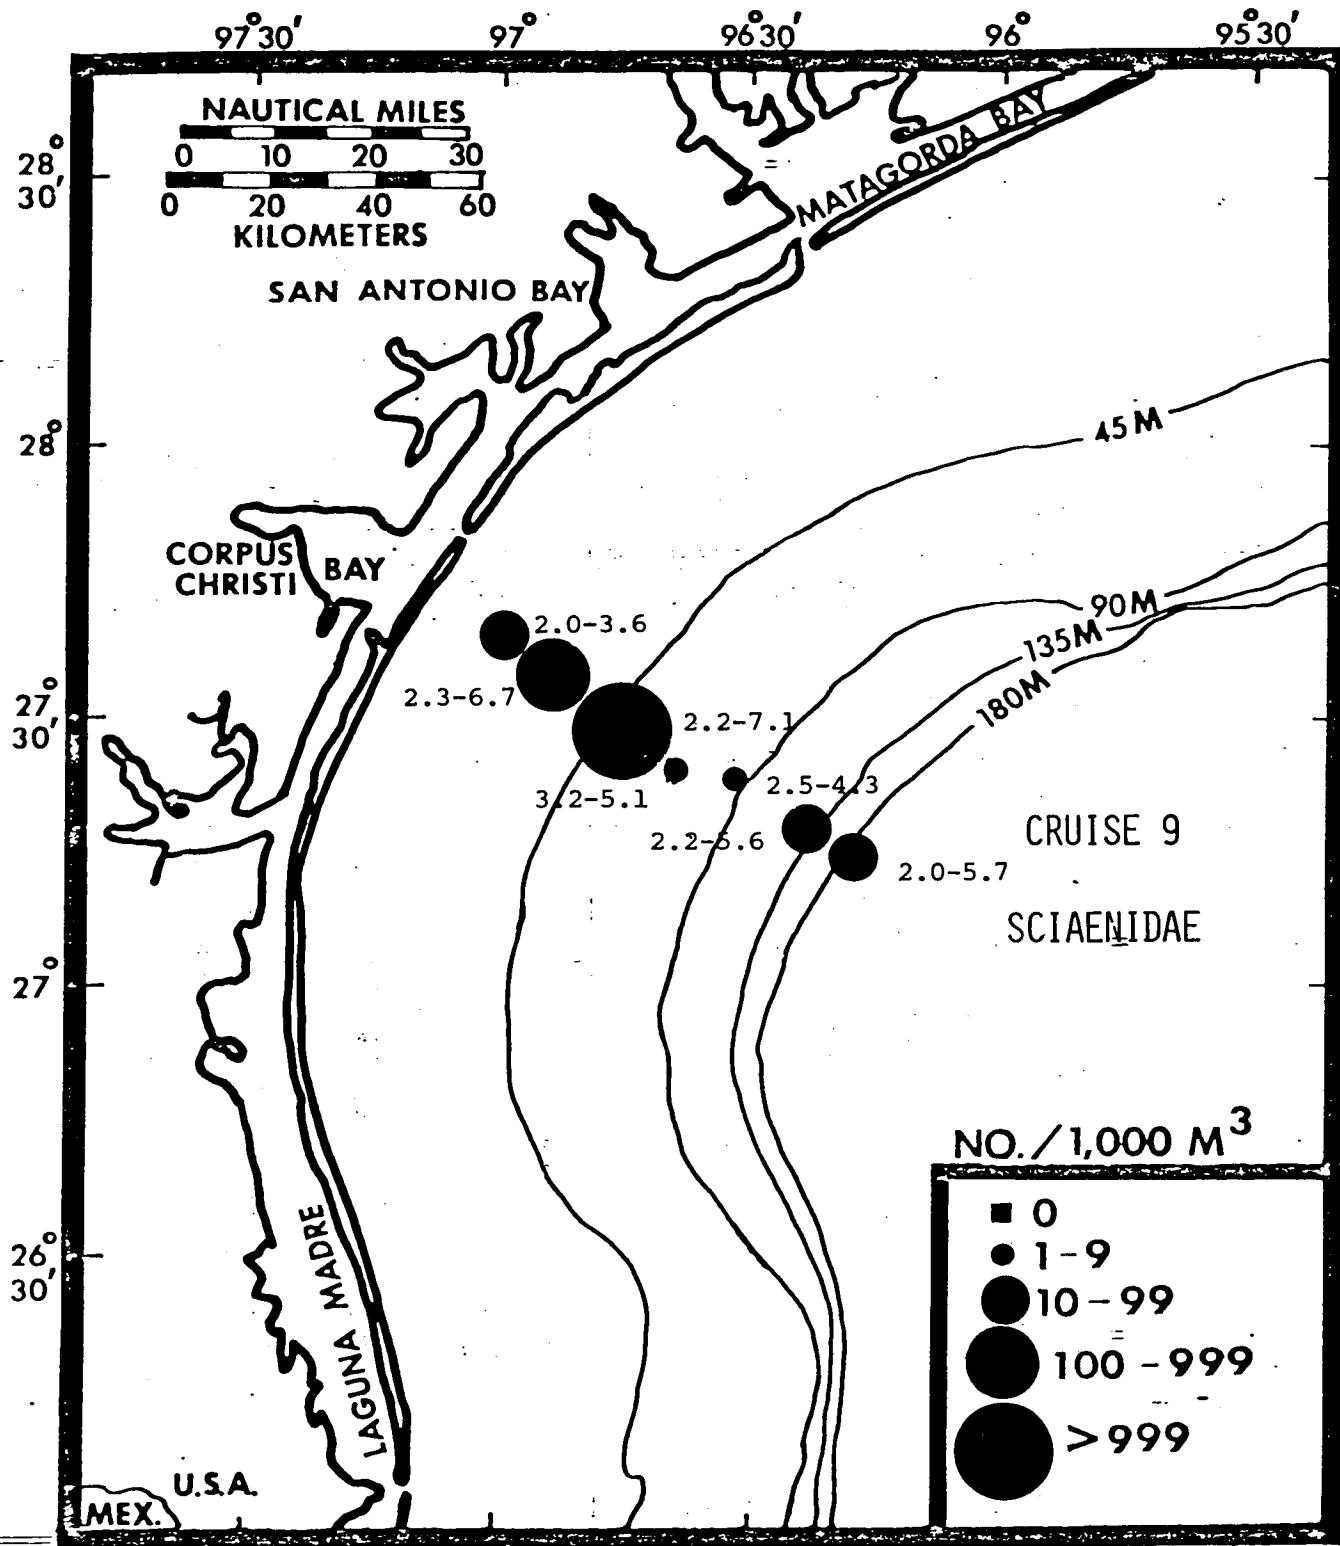 97°30' 97° 96°30' 96° 95°30'
NAUTICAL MILES
0 10 20 30
0 20 40 60
KILOMETERS
28°
30'
MATAGORDA BAY
SAN ANTONIO BAY
45M
28°
CORPUS
CHRISTI BAY
90M
135M
180M
2.0-3.6
2.3-6.7
27°
30'
2.2-7.1
3.2-5.1
2.5-4.3
2.2-5.6
2.0-5.7
CRUISE 9
SCIAENIDAE
27°
NO./1,000 M3
0
1-9
10-99
100-999
>999
26°
30'
LAGUNA MADRE
U.S.A.
MEX.